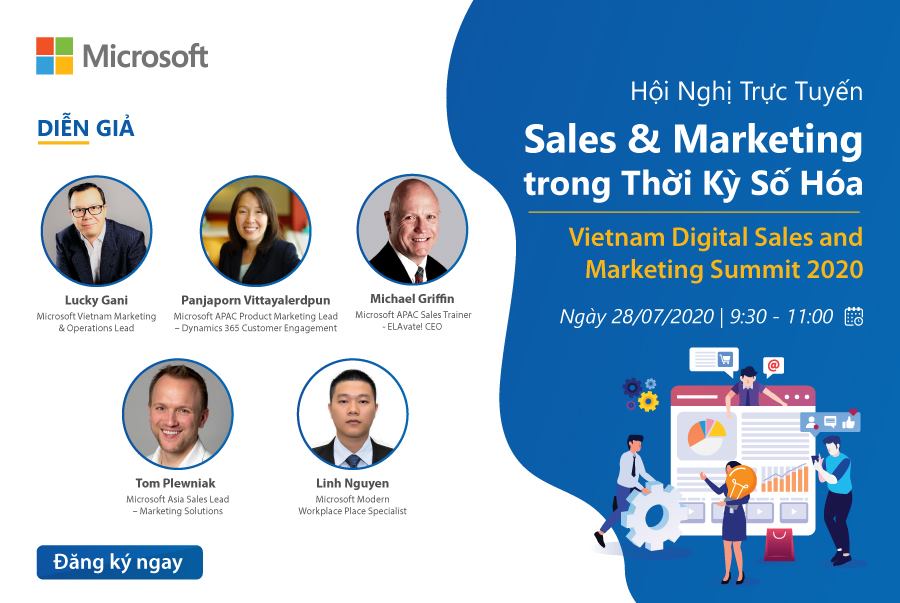 Microsoft
DIỄN GIẢ
Lucky Gani
Microsoft Vietnam Marketing
& Operations Lead
Panjaporn Vittayalerdpun
Microsoft APAC Product Marketing Lead
– Dynamics 365 Customer Engagement
Michael Griffin
Microsoft APAC Sales Trainer
- ELAvate! CEO
Tom Plewniak
Microsoft Asia Sales Lead
– Marketing Solutions
Linh Nguyen
Microsoft Modern
Workplace Place Specialist
Đăng ký ngay
Hội Nghị Trực Tuyến
Sales & Marketing
trong Thời Kỳ Số Hóa
Vietnam Digital Sales and
Marketing Summit 2020
Ngày 28/07/2020 | 9:30 - 11:00
@